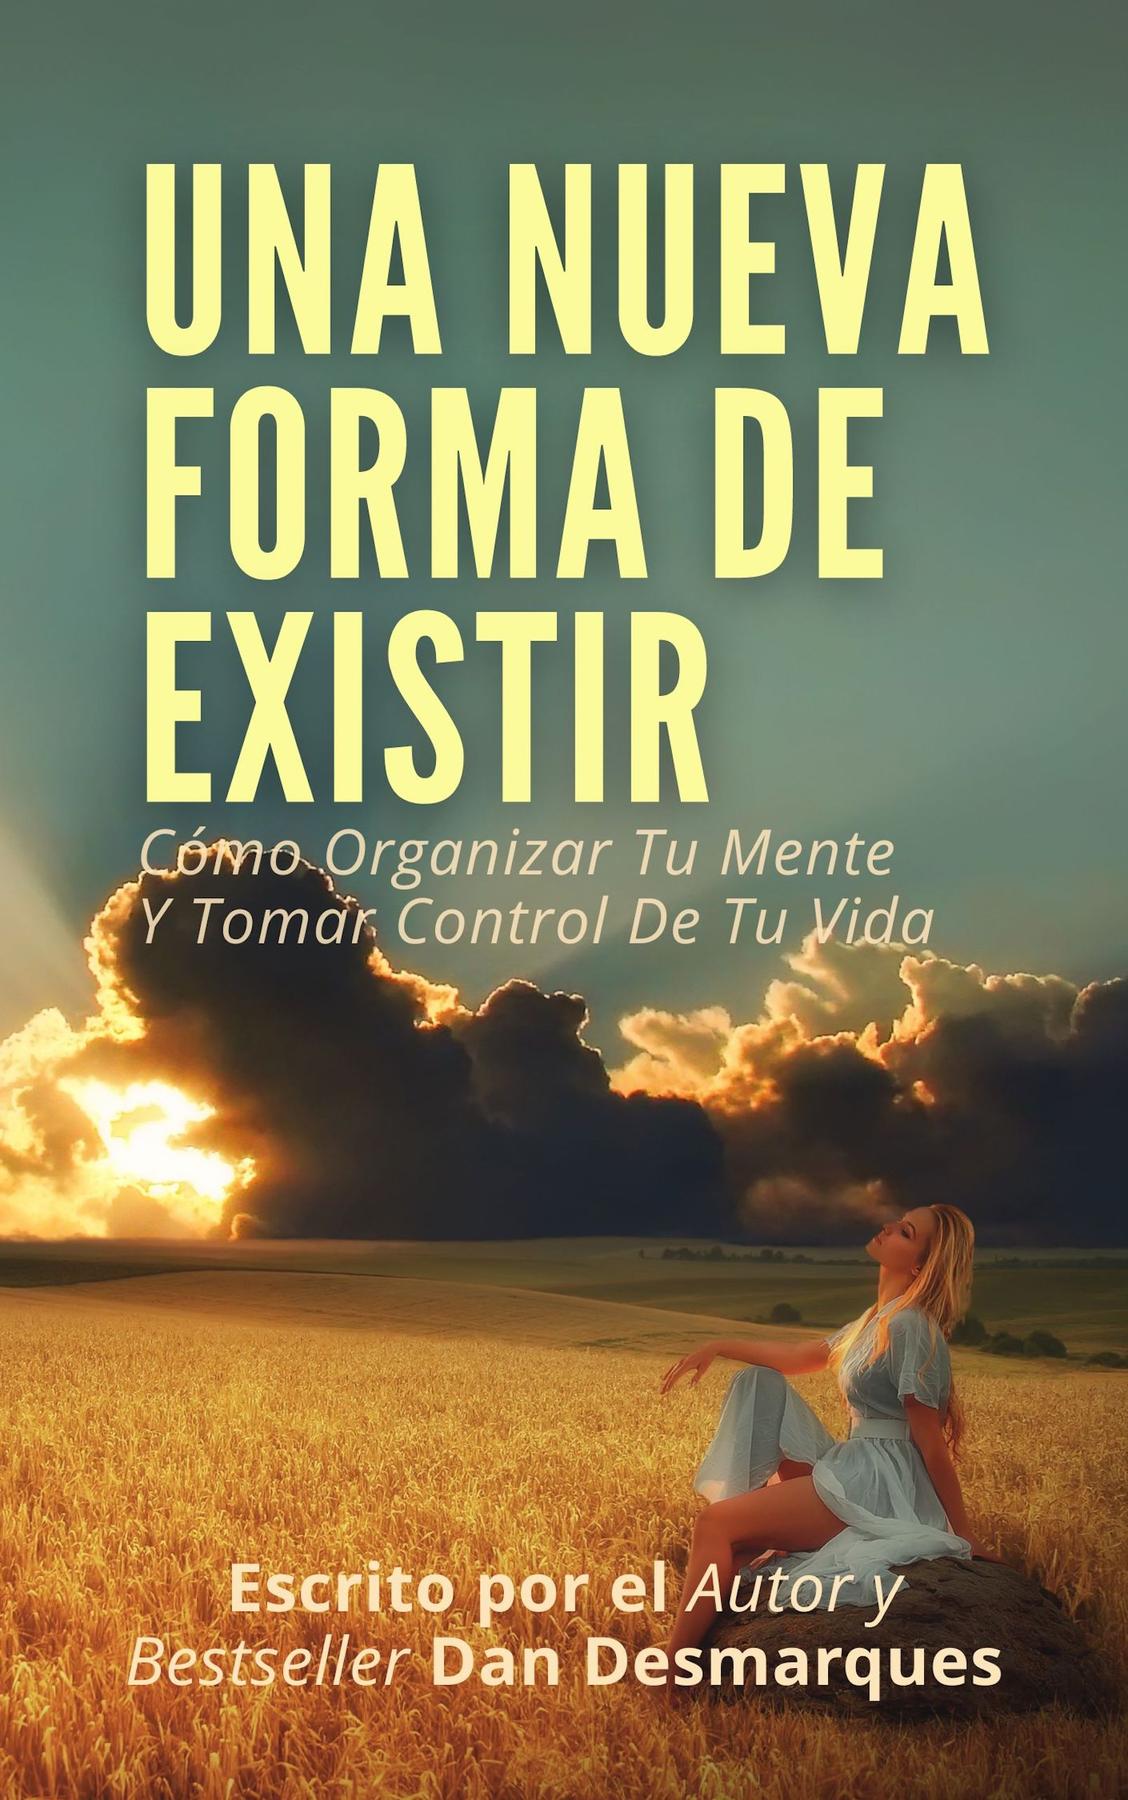 UNA NUEVA
FORMA DE
EXISTIR
Cómo Organizar Tu Mente
Y Tomar Control De Tu Vida
Escrito por el Autor y
Bestseller Dan Desmarques